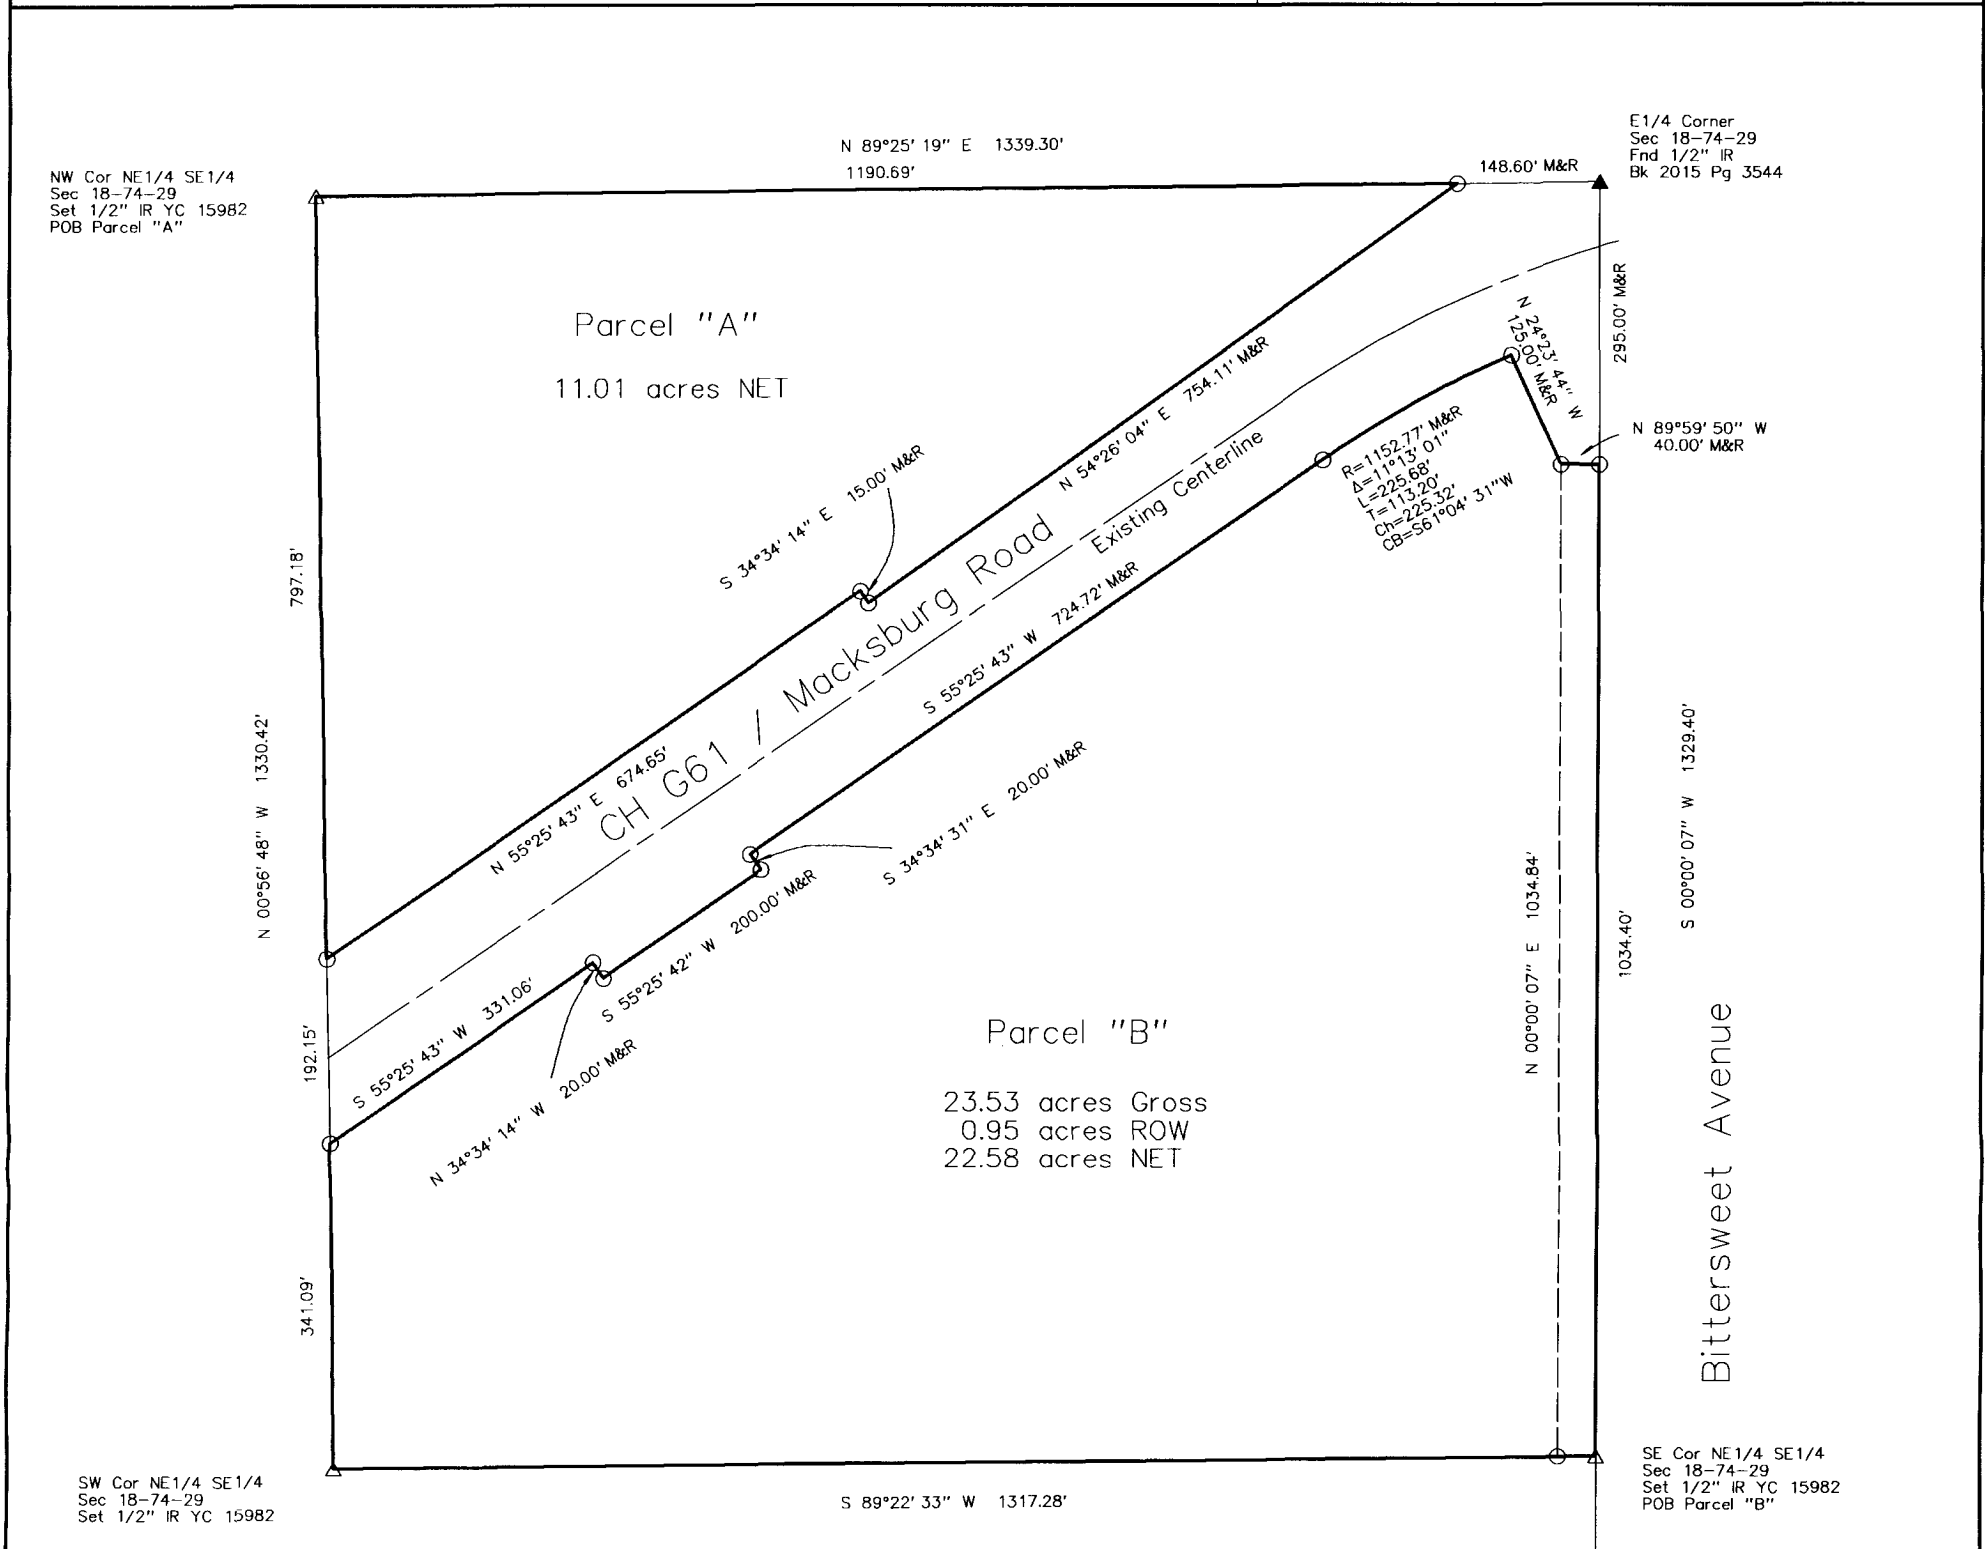 N 89°25' 19" E 1339.30'
1190.69'
148.60' M&R
E1/4 Corner
Sec 18-74-29
Fnd 1/2" IR
Bk 2015 Pg 3544
NW Cor NE1/4 SE1/4
Sec 18-74-29
Set 1/2" IR YC 15982
POB Parcel "A"
Parcel "A"
11.01 acres NET
295.00' M&R
N 24°23' 44" W
125.00' M&R
N 89°59' 50" W
40.00' M&R
N 54°26' 04" E 754.11' M&R
S 34°34' 14" E 15.00' M&R
Existing Centerline
R=1152.77' M&R
Δ=11°13' 01"
L=225.68'
T=113.20'
Ch=225.32'
CB=S61°04' 31"W
797.18'
N 00°56' 48" W 1330.42'
N 55°25' 43" E 674.65'
CH G61 / Macksburg Road
S 55°25' 43" W 724.72' M&R
S 34°34' 31" E 20.00' M&R
S 55°25' 42" W 200.00' M&R
S 55°25' 43" W 331.06'
N 34°34' 14" W 20.00' M&R
192.15'
341.09'
N 00°00' 07" E 1034.84'
1034.40'
S 00°00' 07" W 1329.40'
Bittersweet Avenue
Parcel "B"
23.53 acres Gross
0.95 acres ROW
22.58 acres NET
SW Cor NE1/4 SE1/4
Sec 18-74-29
Set 1/2" IR YC 15982
S 89°22' 33" W 1317.28'
SE Cor NE1/4 SE1/4
Sec 18-74-29
Set 1/2" IR YC 15982
POB Parcel "B"